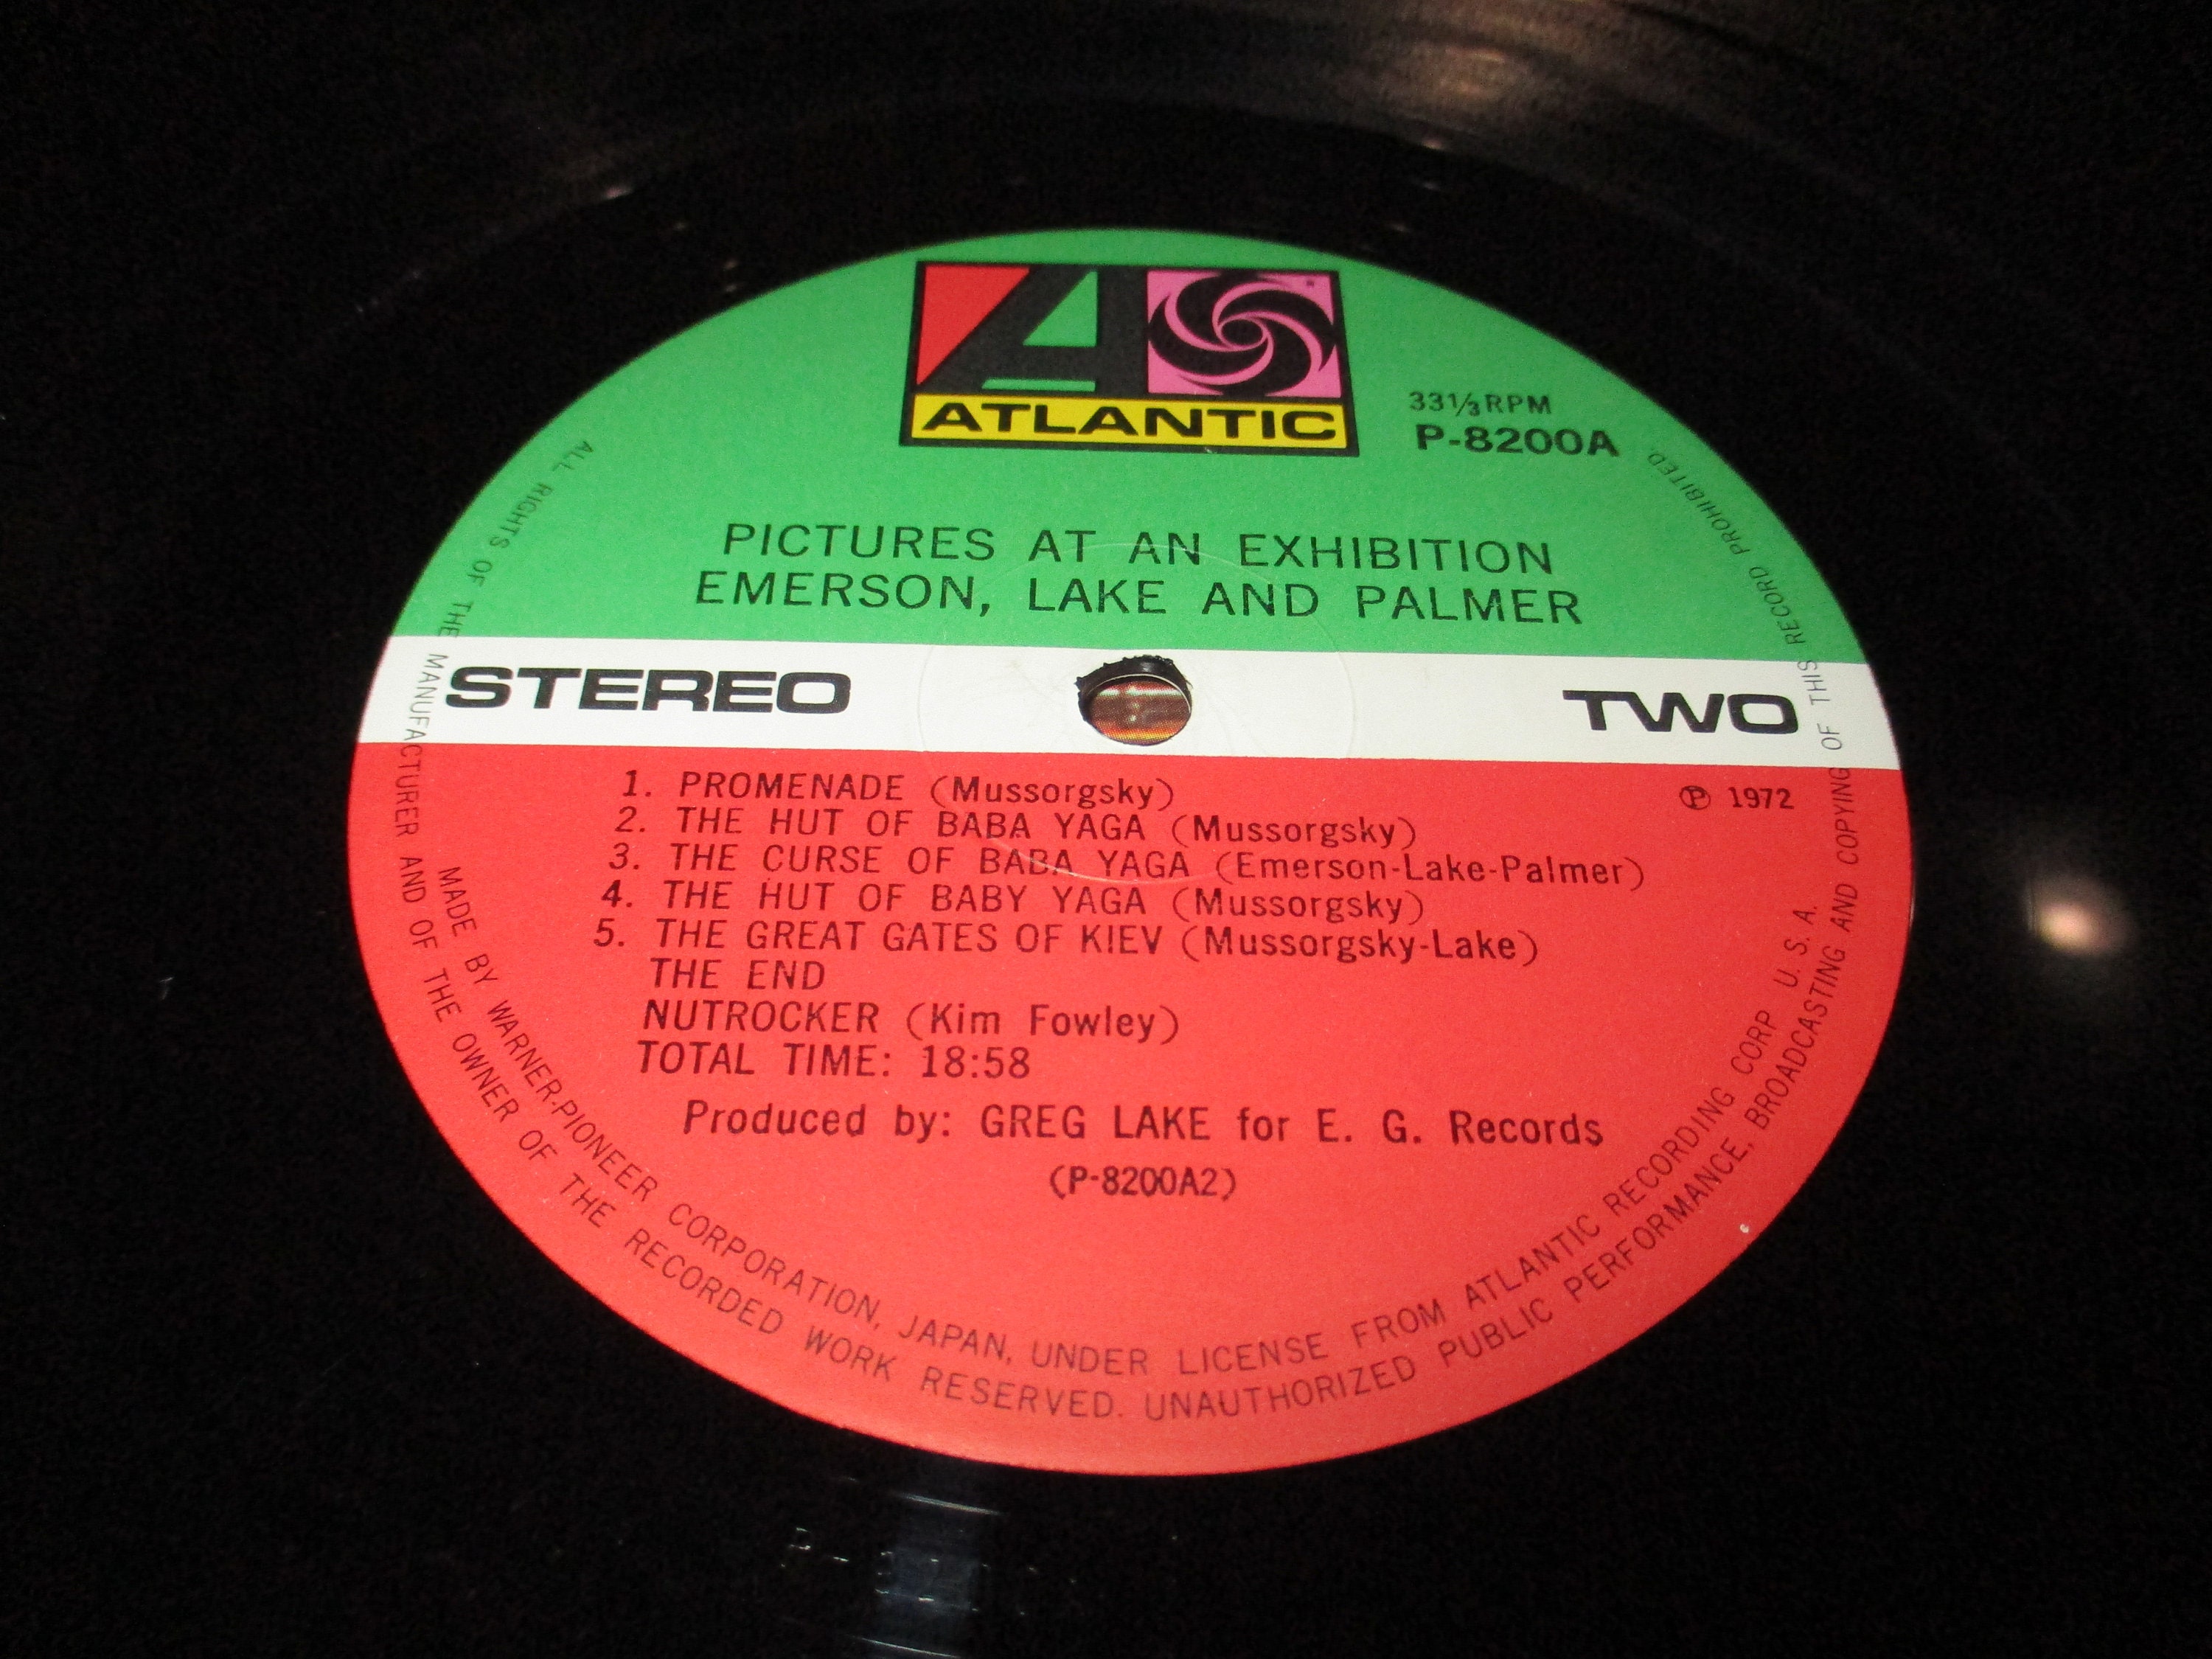 ATLANTIC
33⅓ RPM
P-8200A
PICTURES AT AN EXHIBITION
EMERSON, LAKE AND PALMER
STEREO
TWO
1. PROMENADE (Mussorgsky)
℗ 1972
2. THE HUT OF BABA YAGA (Mussorgsky)
3. THE CURSE OF BABA YAGA (Emerson-Lake-Palmer)
4. THE HUT OF BABY YAGA (Mussorgsky)
5. THE GREAT GATES OF KIEV (Mussorgsky-Lake)
THE END
NUTROCKER (Kim Fowley)
TOTAL TIME: 18:58
Produced by: GREG LAKE for E. G. Records
(P-8200A2)
MADE BY WARNER-PIONEER CORPORATION, JAPAN, UNDER LICENSE FROM ATLANTIC RECORDING CORP U. S. A.
ALL RIGHTS OF THE MANUFACTURER AND OF THE OWNER OF THE RECORDED WORK RESERVED. UNAUTHORIZED PUBLIC PERFORMANCE, BROADCASTING AND COPYING OF THIS RECORD PROHIBITED.